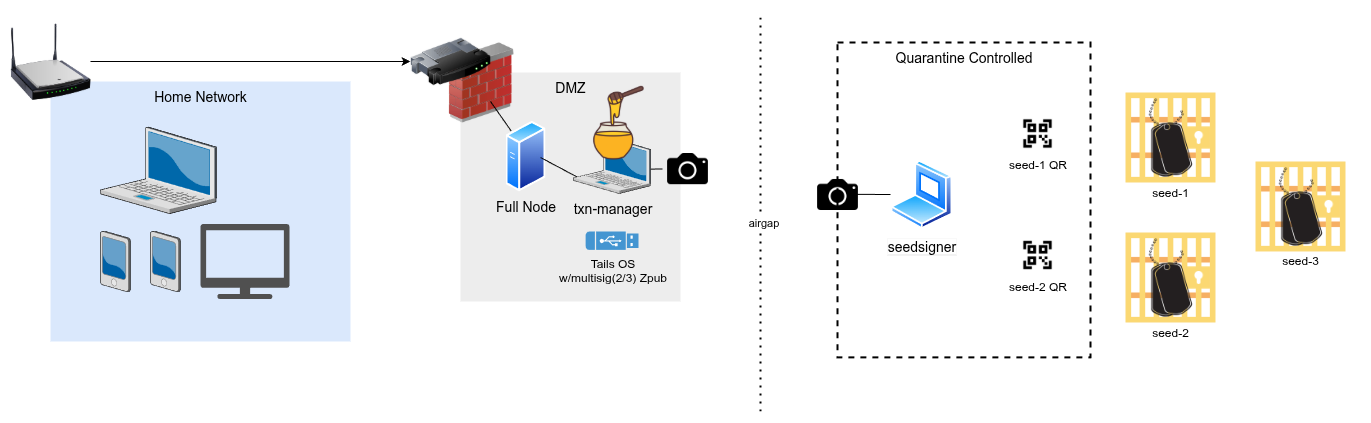 Home Network
DMZ
Full Node
txn-manager
Tails OS
w/multisig(2/3) Zpub
airgap
Quarantine Controlled
seedsigner
seed-1 QR
seed-2 QR
seed-1
seed-2
seed-3